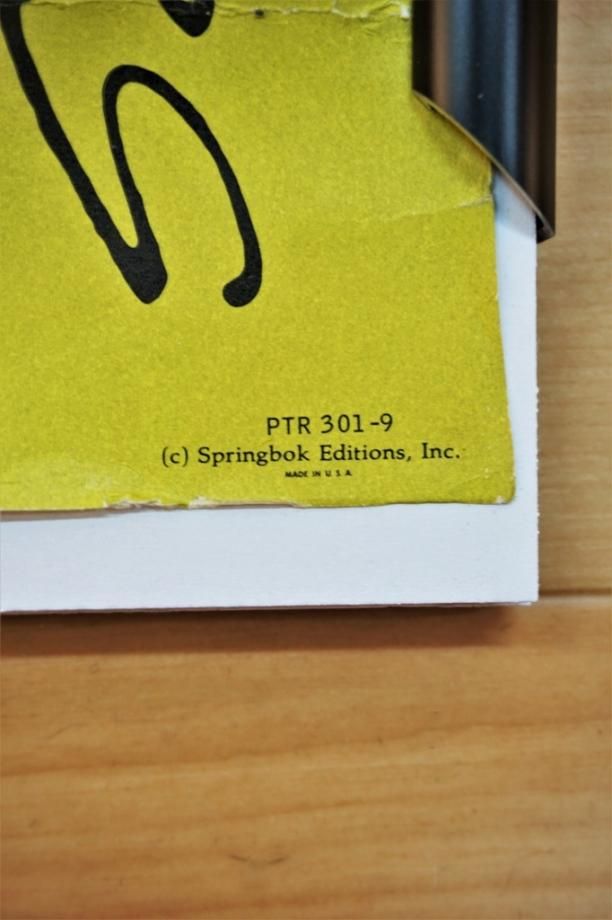 PTR 301-9
(c) Springbok Editions, Inc.
MADE IN U.S.A.